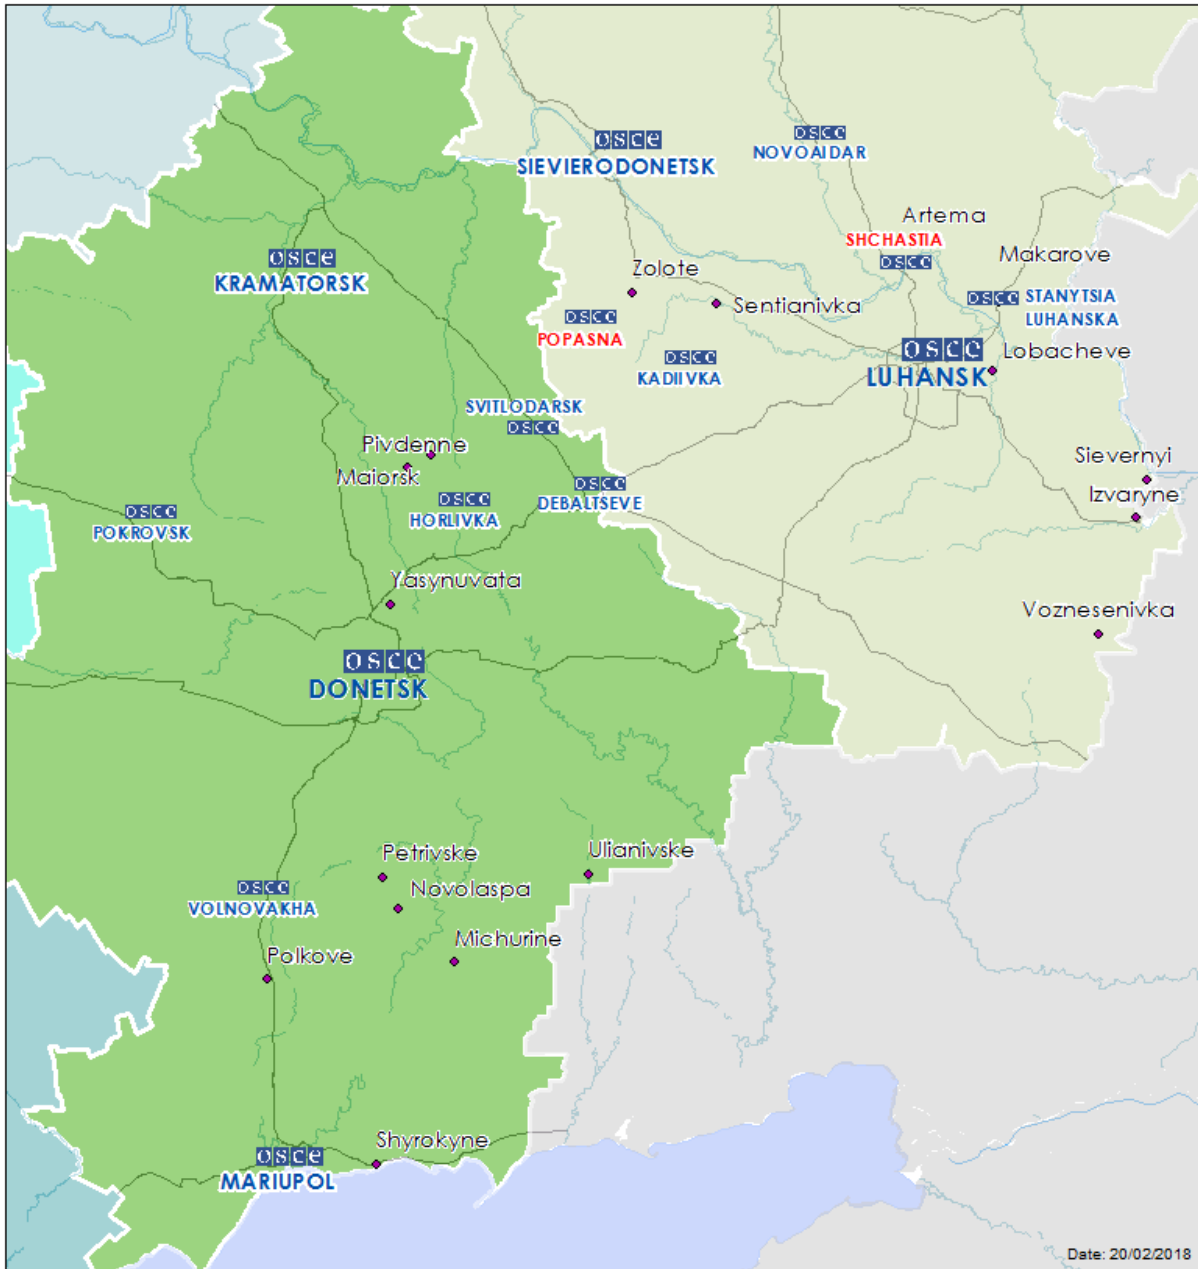 osce
SIEVIERODONETSK
osce
NOVOAIDAR
Artema
SHCHASTIA
osce
Makarove
osce
KRAMATORSK
Zolote
Sentianivka
osce
STANYTSIA
LUHANSKA
osce
POPASNA
osce
KADIIVKA
osce
LUHANSK
Lobacheve
SVITLODARSK
osce
Pivdenne
Maiorsk
osce
HORLIVKA
osce
DEBALTSEVE
Sievernyi
Izvaryne
osce
POKROVSK
Yasynuvata
Voznesenivka
osce
DONETSK
Petrivske
Ulianivske
osce
VOLNOVAKHA
Novolaspa
Michurine
Polkove
Shyrokyne
osce
MARIUPOL
Date: 20/02/2018